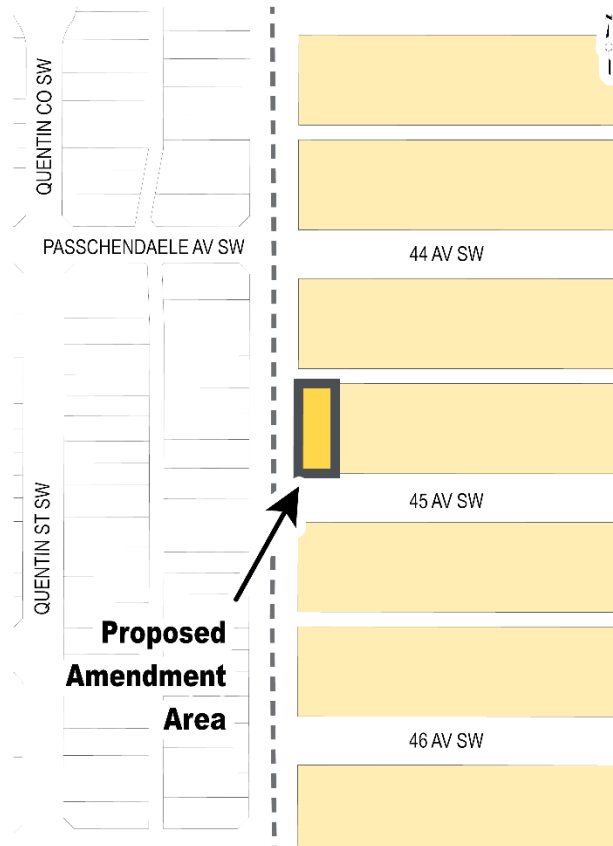 QUENTIN CO SW
PASSCHENDAELE AV SW
44 AV SW
45 AV SW
QUENTIN ST SW
Proposed
Amendment
Area
46 AV SW